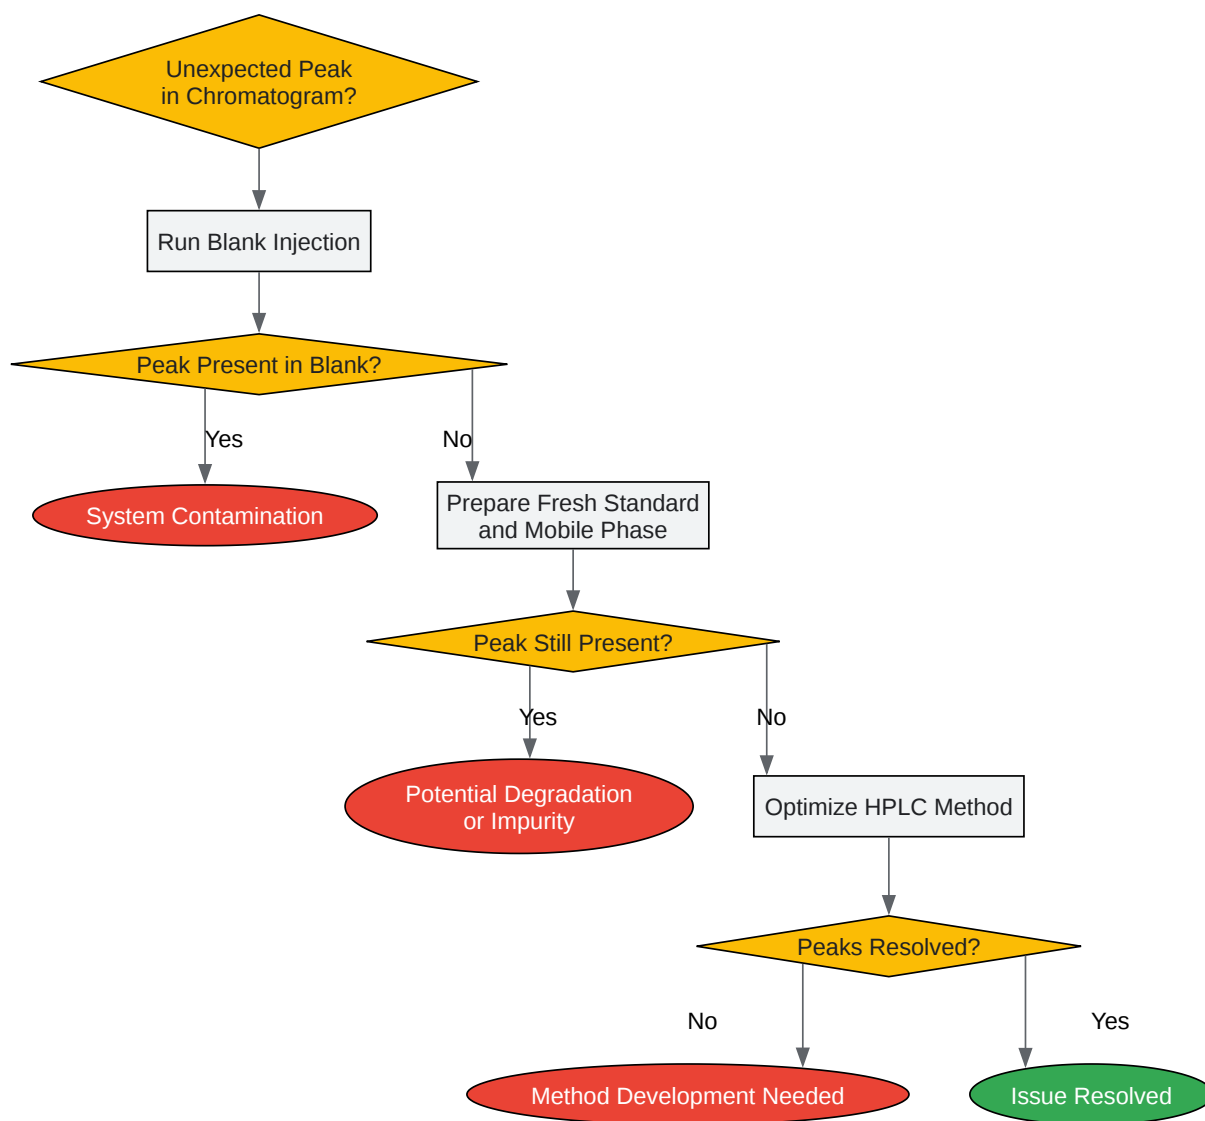 Unexpected Peak
in Chromatogram?
Run Blank Injection
Peak Present in Blank?
Yes
No
System Contamination
Prepare Fresh Standard
and Mobile Phase
Peak Still Present?
Yes
No
Potential Degradation
or Impurity
Optimize HPLC Method
Peaks Resolved?
No
Yes
Method Development Needed
Issue Resolved